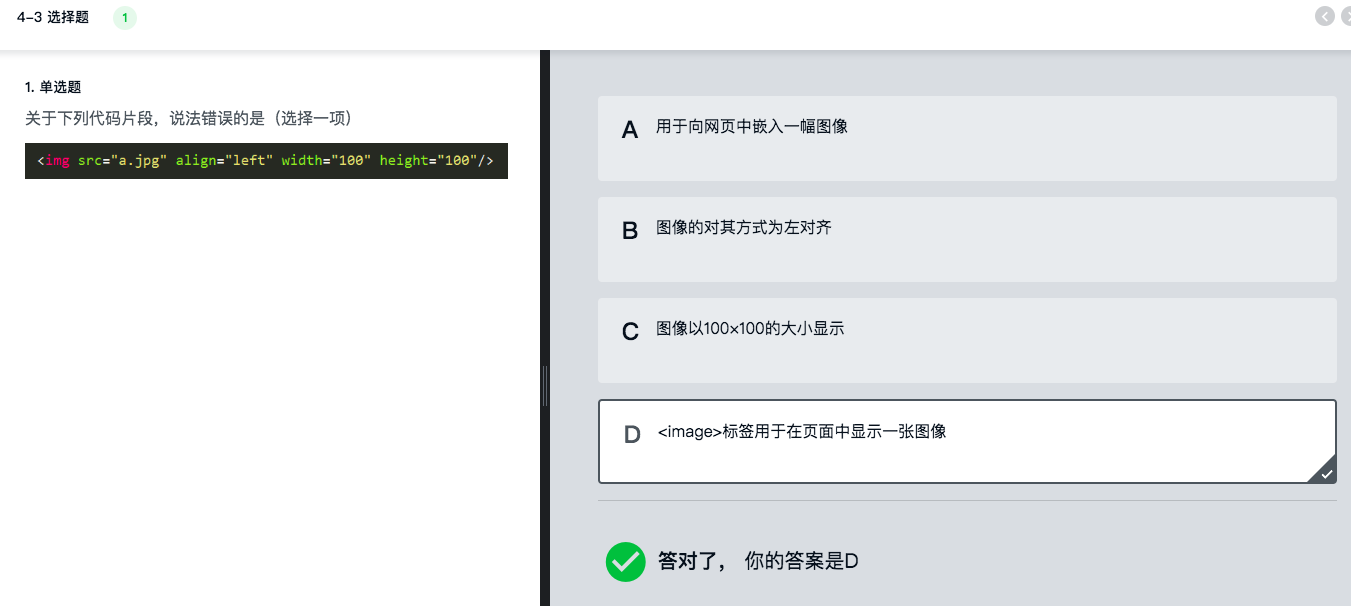 4-3 选择题 1
1. 单选题
关于下列代码片段，说法错误的是（选择一项）
<img src="a.jpg" align="left" width="100" height="100"/>
A 用于向网页中嵌入一幅图像
B 图像的对其方式为左对齐
C 图像以100×100的大小显示
D <image>标签用于在页面中显示一张图像
答对了， 你的答案是D